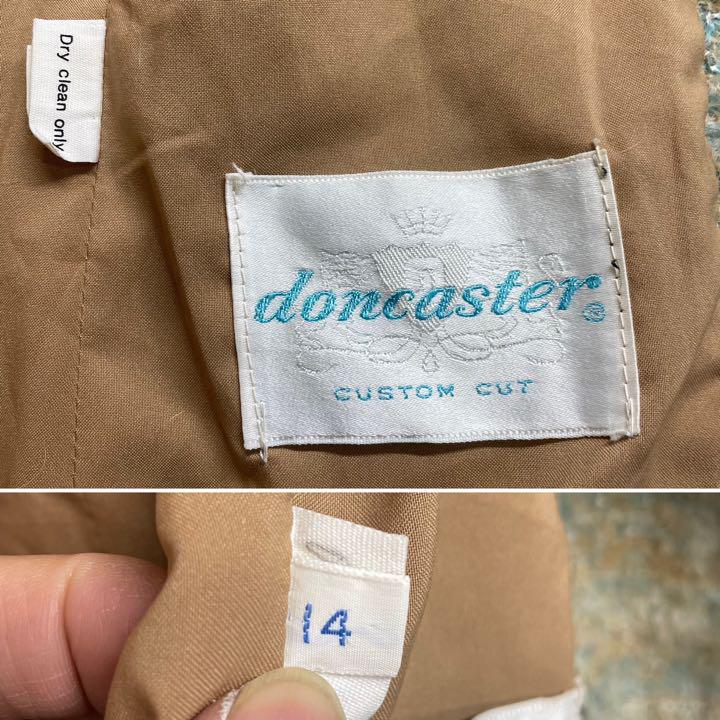 Dry clean only
doncaster®
CUSTOM CUT
14